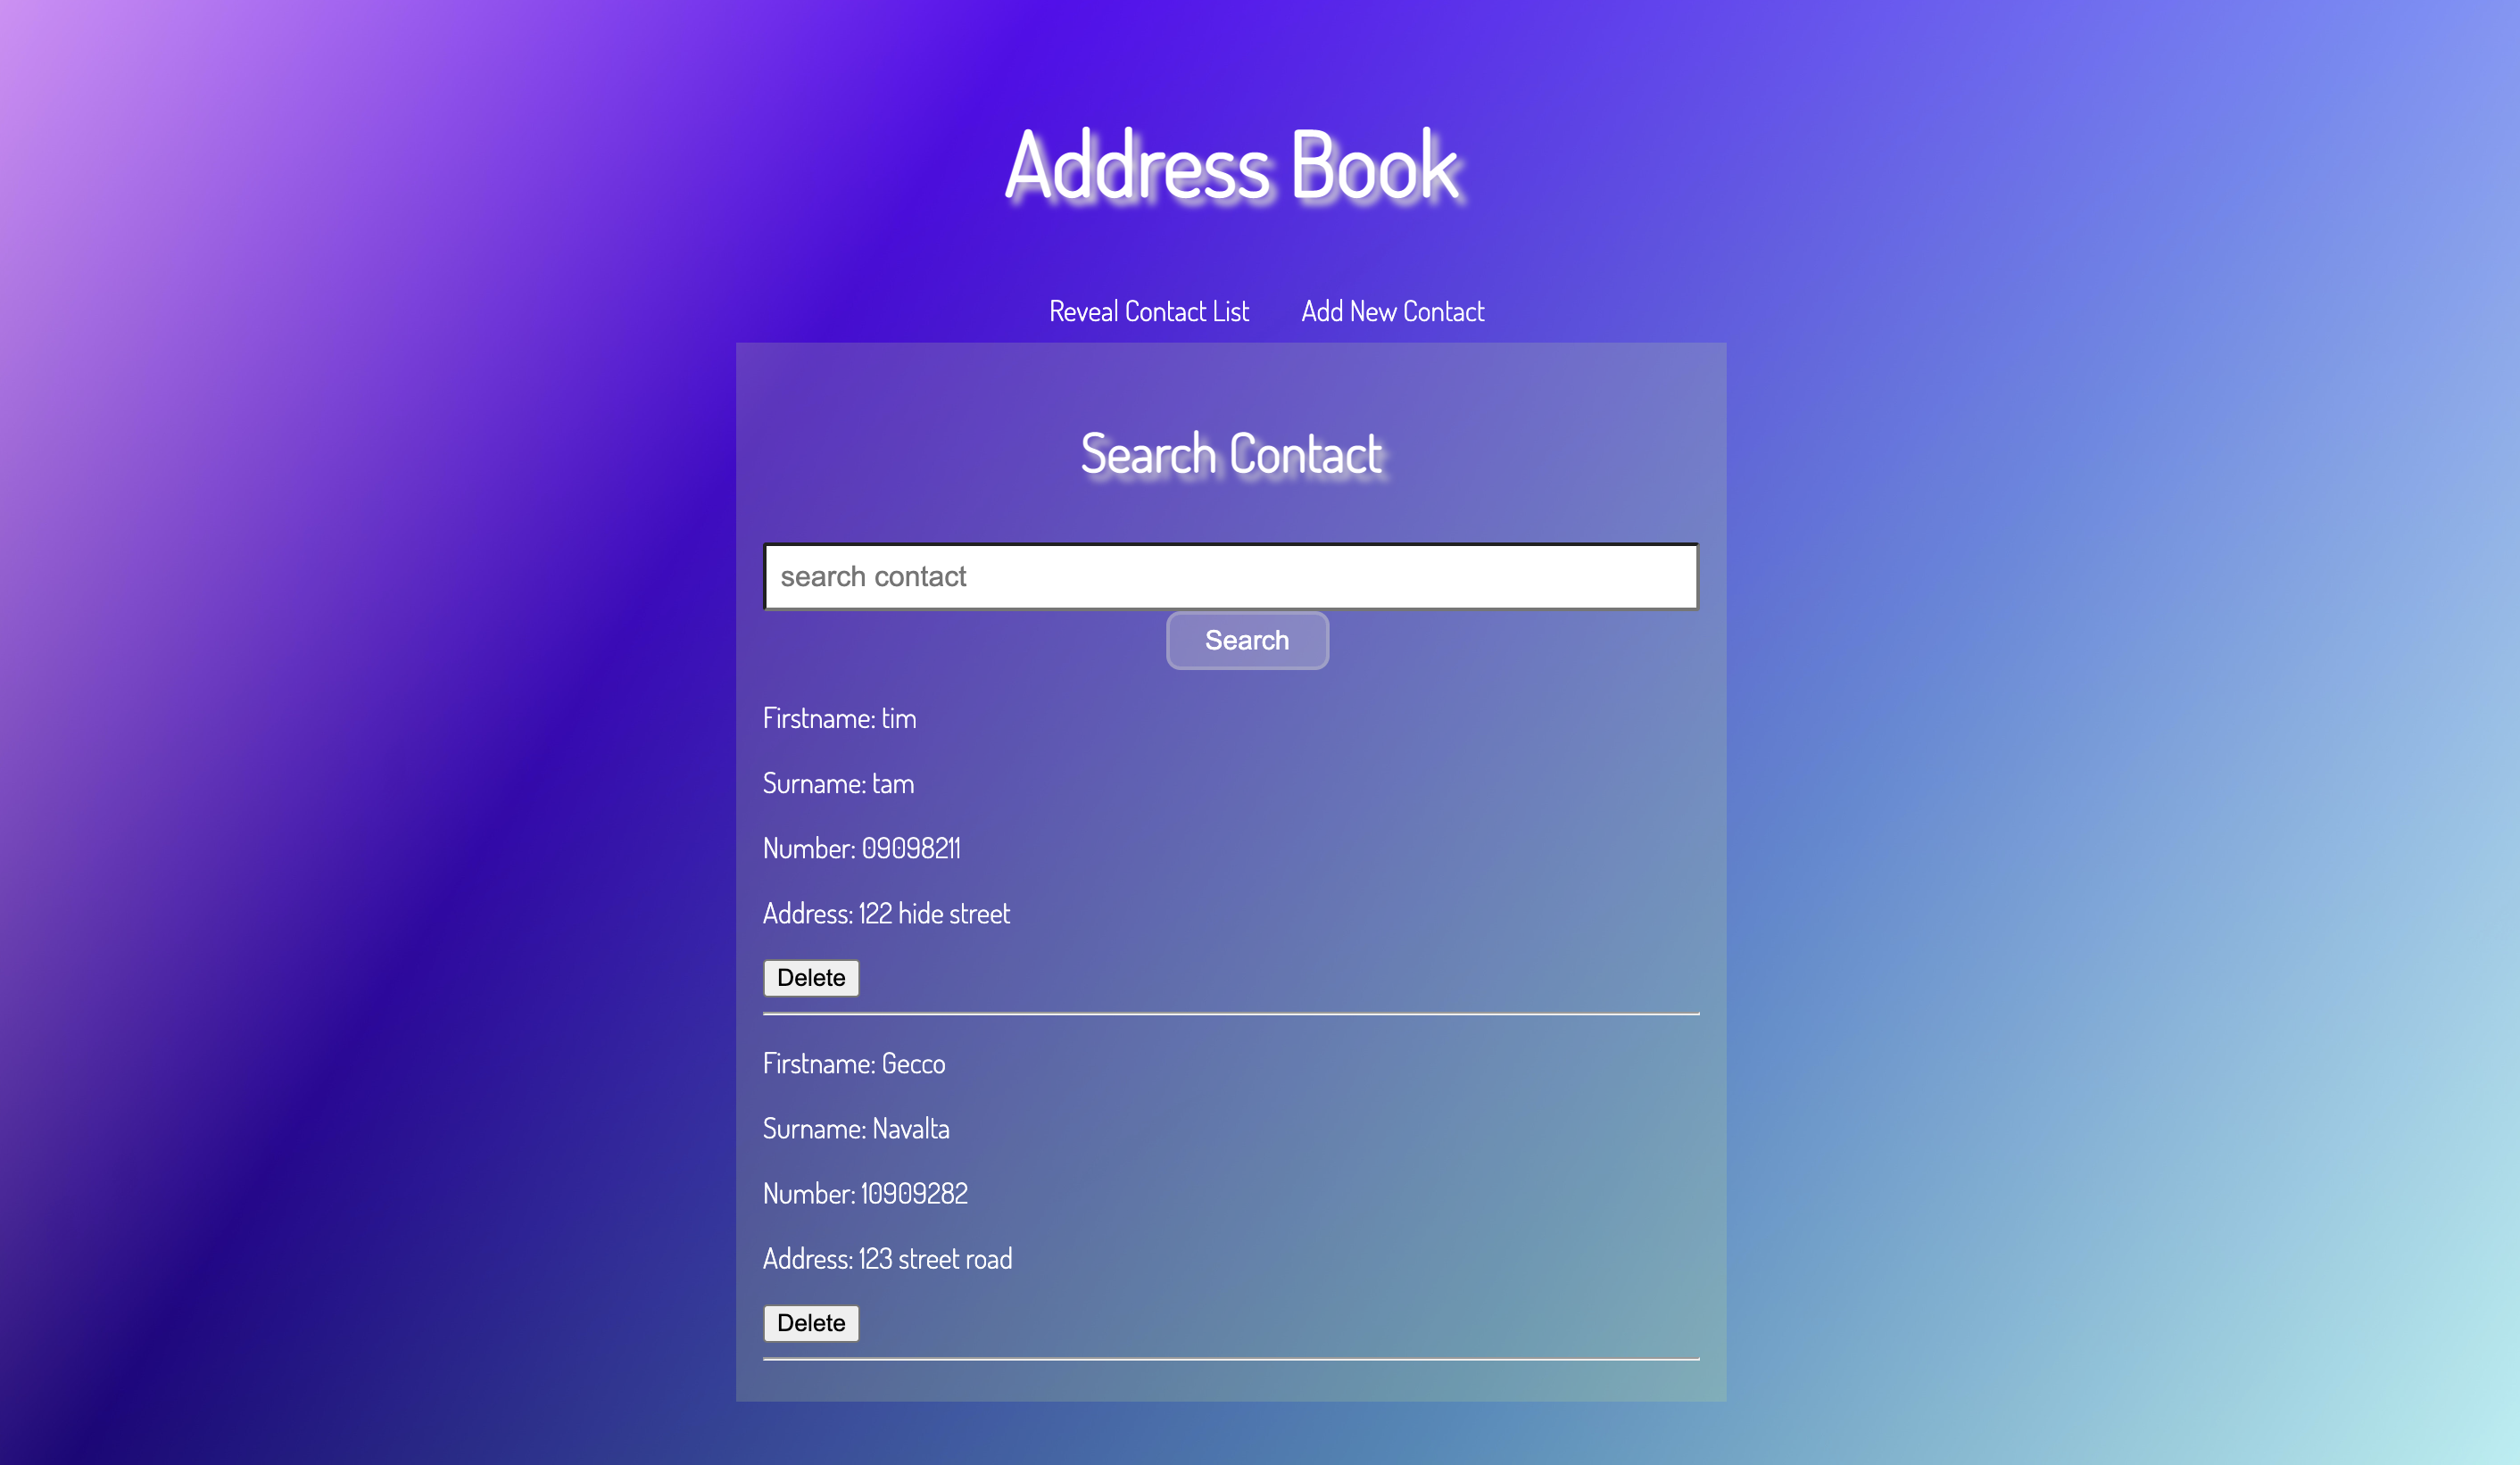 Address Book
Reveal Contact List Add New Contact
Search Contact
search contact
Search
Firstname: tim
Surname: tam
Number: 09098211
Address: 122 hide street
Delete
Firstname: Gecco
Surname: Navalta
Number: 10909282
Address: 123 street road
Delete